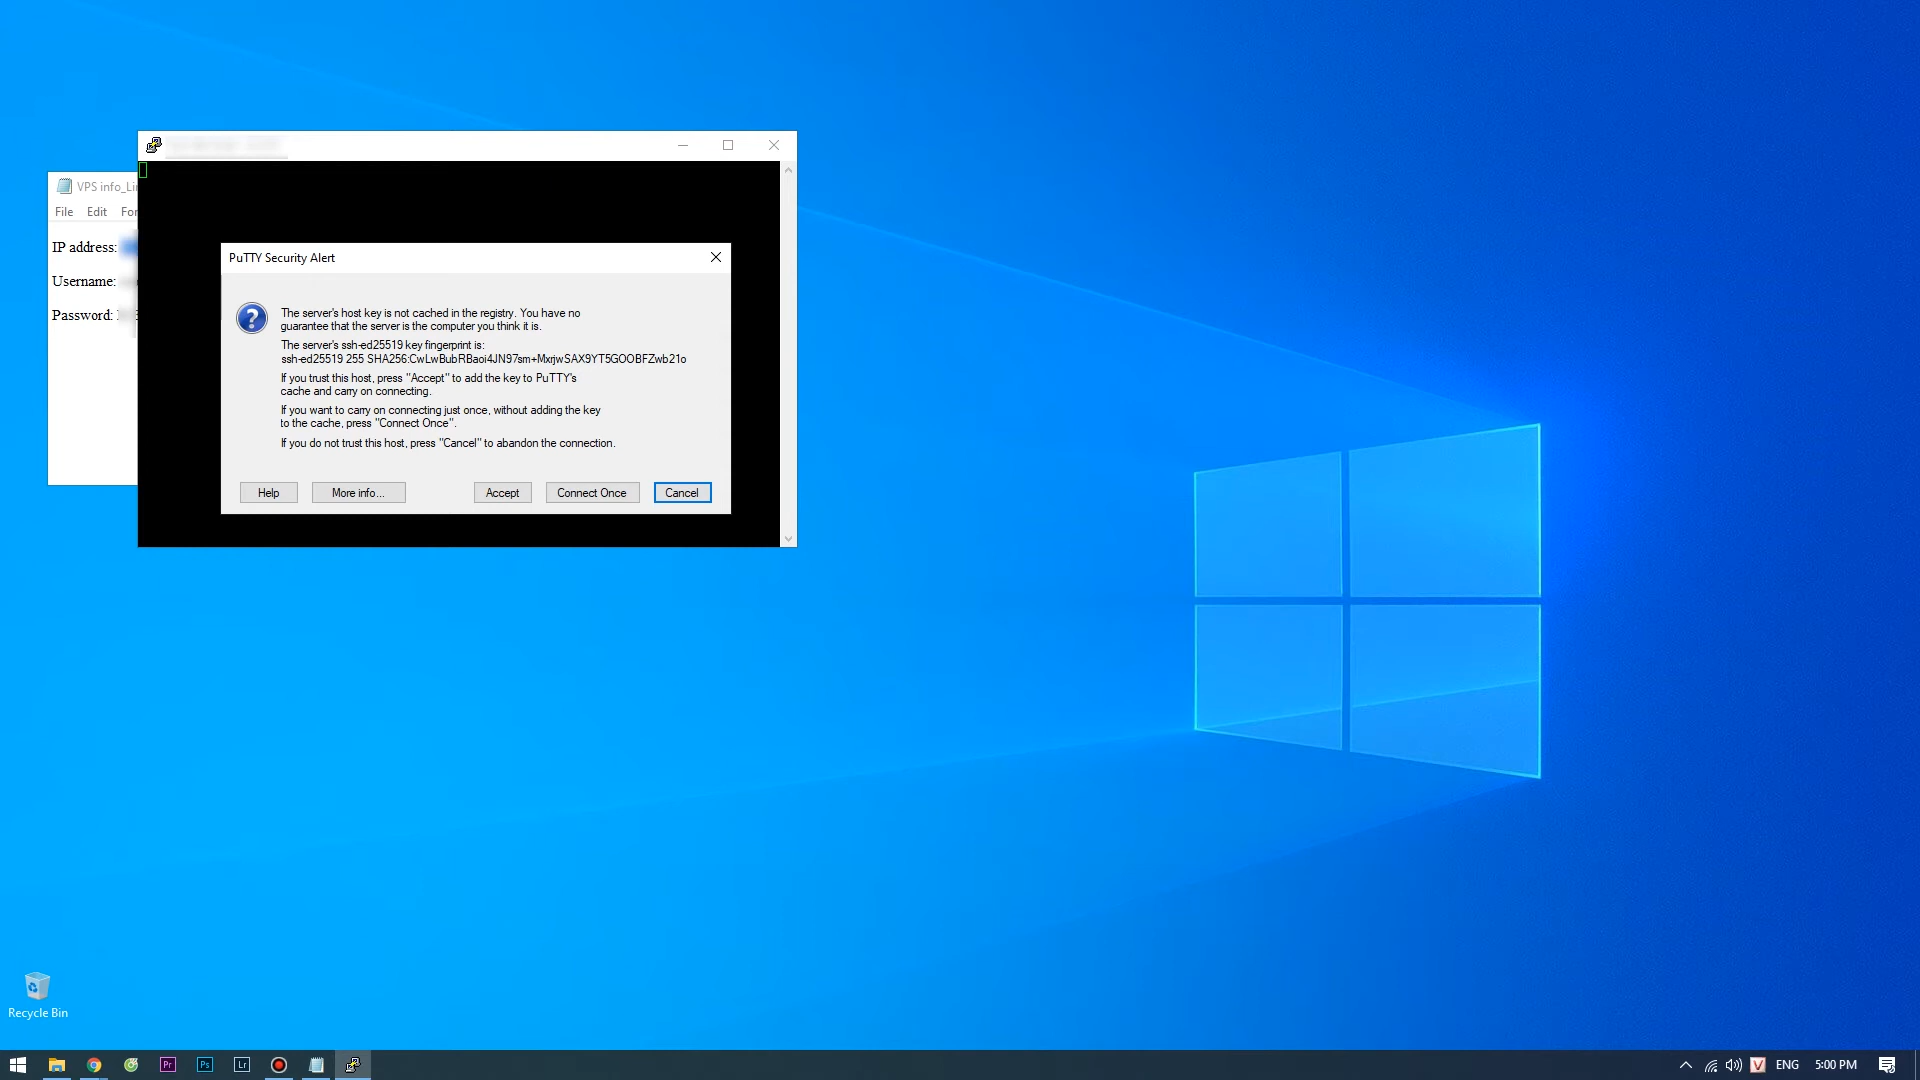 VPS info_Lin
File Edit For
IP address:
Username:
Password:
PuTTY Security Alert
The server's host key is not cached in the registry. You have no
guarantee that the server is the computer you think it is.
The server's ssh-ed25519 key fingerprint is:
ssh-ed25519 255 SHA256:CwLwBubRBaoi4JN97sm+MxrjwSAX9YT5GOOBFZwb21o
If you trust this host, press "Accept" to add the key to PuTTY's
cache and carry on connecting.
If you want to carry on connecting just once, without adding the key
to the cache, press "Connect Once".
If you do not trust this host, press "Cancel" to abandon the connection.
Help More info... Accept Connect Once Cancel
Recycle Bin
Pr Ps Lr V ENG 5:00 PM